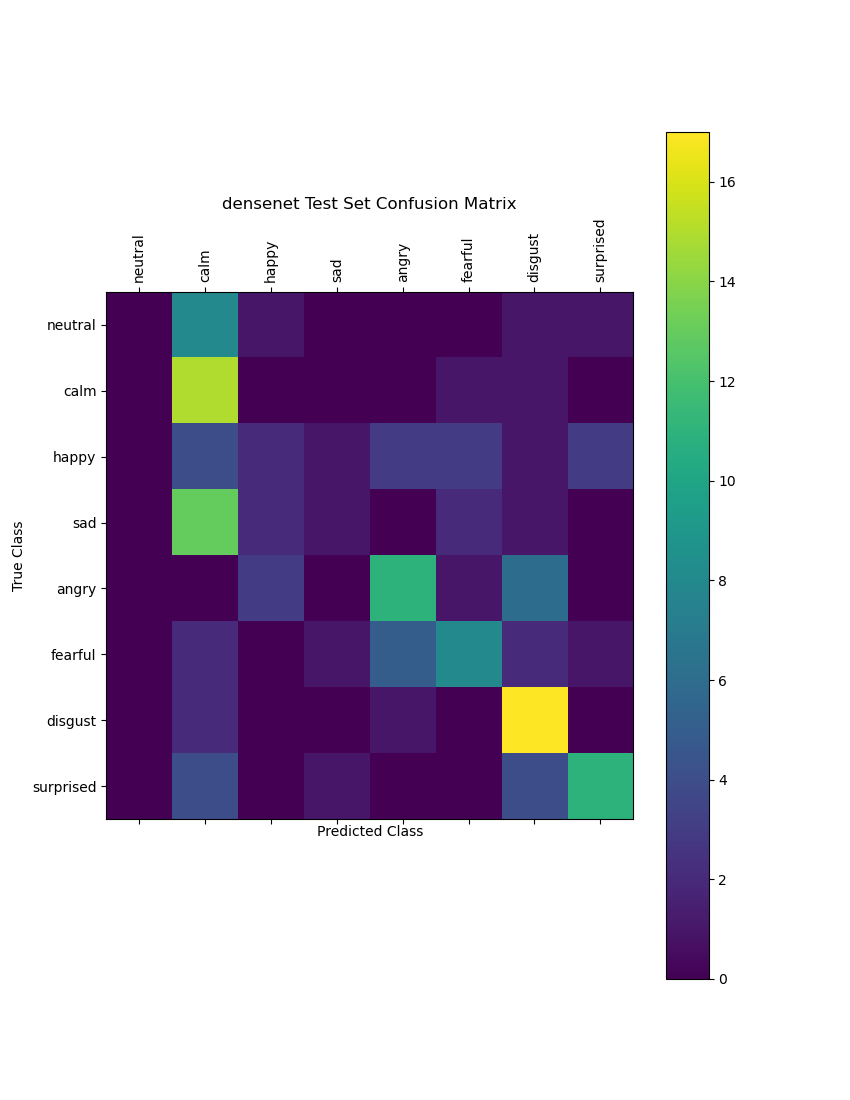 densenet Test Set Confusion Matrix
neutral calm happy sad angry fearful disgust surprised
neutral
calm
happy
sad
angry
fearful
disgust
surprised
True Class
Predicted Class
16
14
12
10
8
6
4
2
0